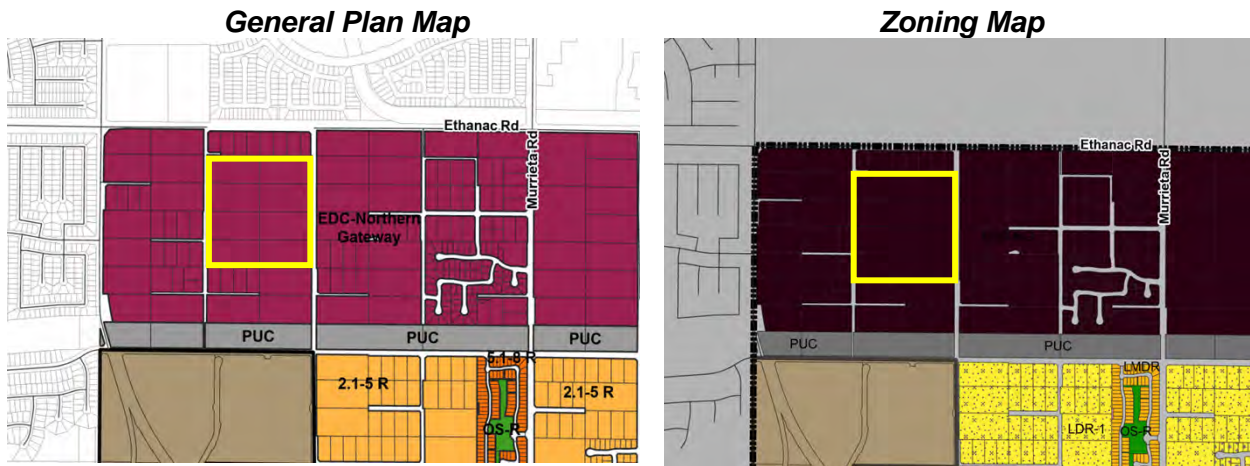 General Plan Map
Zoning Map
Ethanac Rd
Murrieta Rd
EDC-Northern
Gateway
PUC
PUC
PUC
5.1-8 R
2.1-5 R
2.1-5 R
OS-R
Ethanac Rd
Murrieta Rd
PUC
PUC
LMDR
LDR-1
OS-R